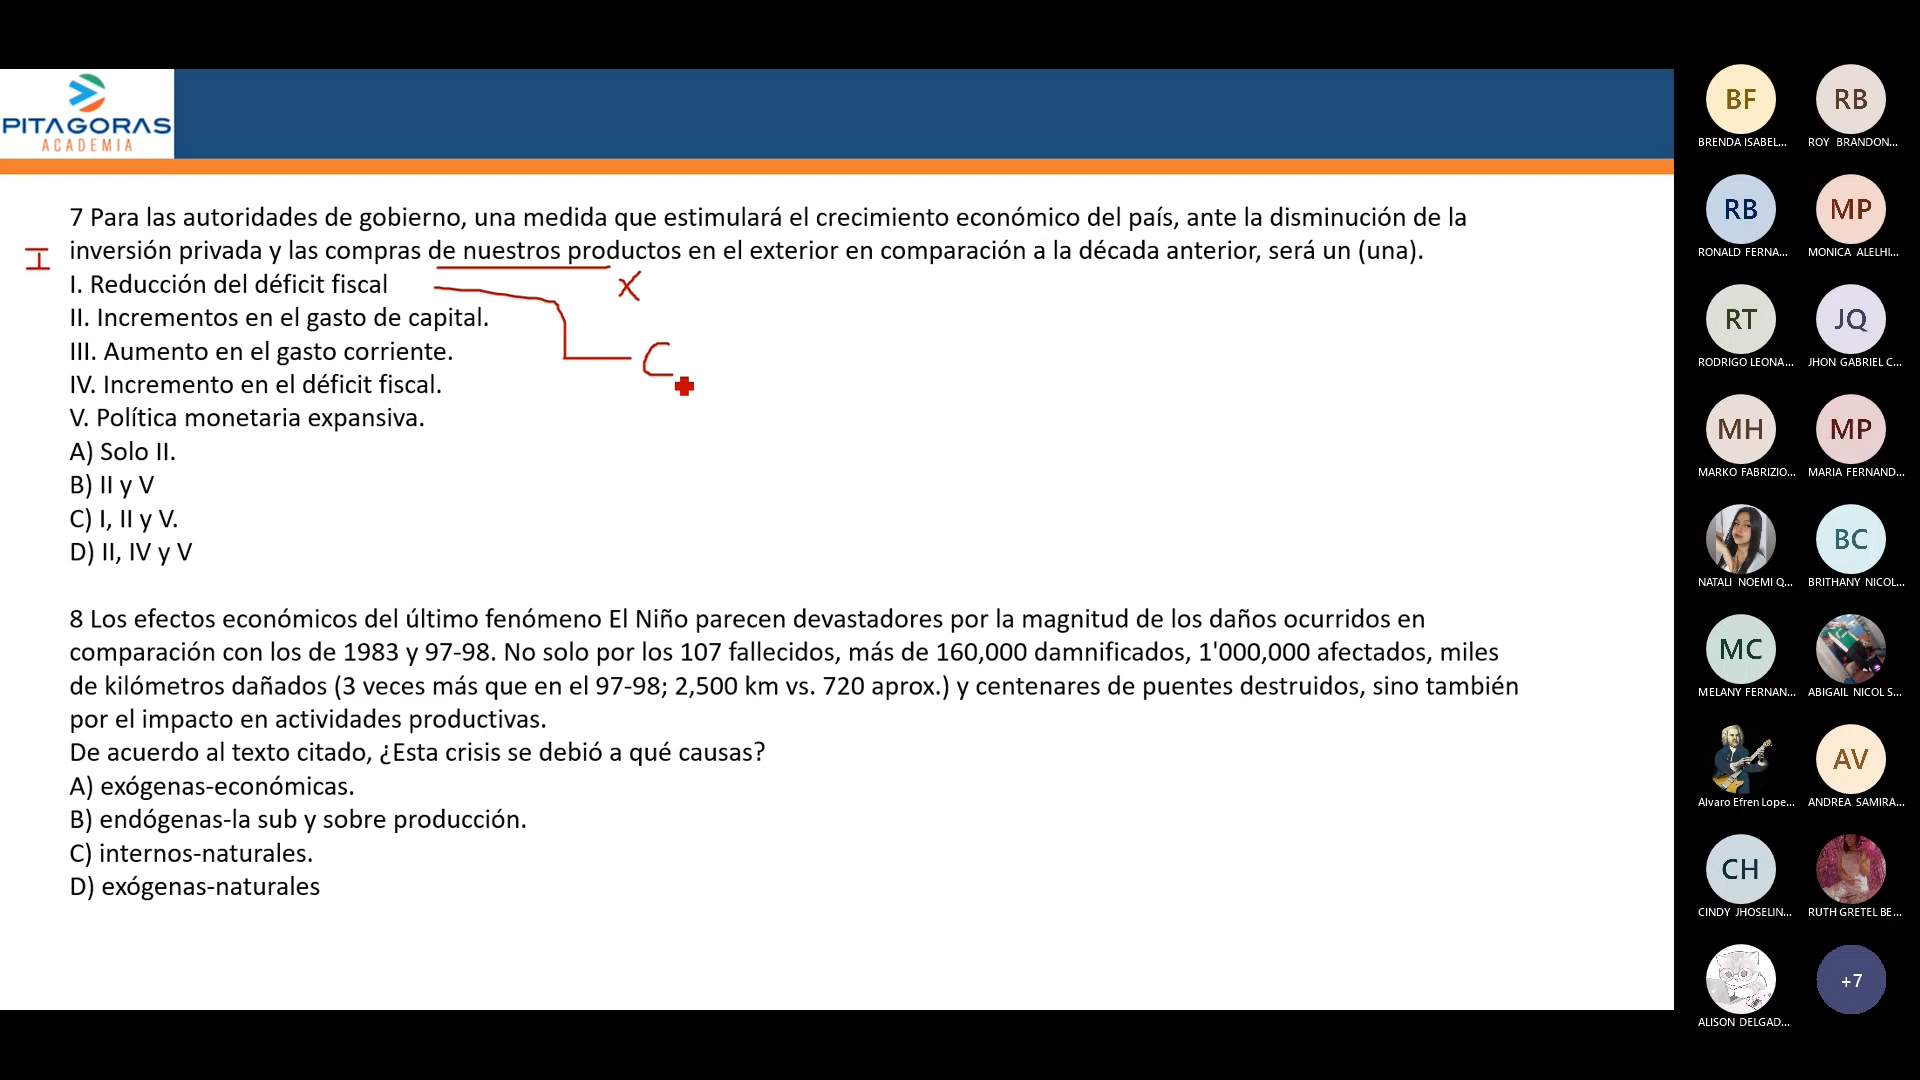 PITAGORAS
ACADEMIA
7 Para las autoridades de gobierno, una medida que estimulará el crecimiento económico del país, ante la disminución de la
I inversión privada y las compras de nuestros productos en el exterior en comparación a la década anterior, será un (una).
I. Reducción del déficit fiscal
X
II. Incrementos en el gasto de capital.
III. Aumento en el gasto corriente.
C
IV. Incremento en el déficit fiscal.
V. Política monetaria expansiva.
A) Solo II.
B) II y V
C) I, II y V.
D) II, IV y V
8 Los efectos económicos del último fenómeno El Niño parecen devastadores por la magnitud de los daños ocurridos en
comparación con los de 1983 y 97-98. No solo por los 107 fallecidos, más de 160,000 damnificados, 1'000,000 afectados, miles
de kilómetros dañados (3 veces más que en el 97-98; 2,500 km vs. 720 aprox.) y centenares de puentes destruidos, sino también
por el impacto en actividades productivas.
De acuerdo al texto citado, ¿Esta crisis se debió a qué causas?
A) exógenas-económicas.
B) endógenas-la sub y sobre producción.
C) internos-naturales.
D) exógenas-naturales
BF
BRENDA ISABEL...
RB
ROY BRANDON...
RB
RONALD FERNA...
MP
MONICA ALELHI...
RT
RODRIGO LEONA...
JQ
JHON GABRIEL C...
MH
MARKO FABRIZIO...
MP
MARIA FERNAND...
NATALI NOEMI Q...
BC
BRITHANY NICOL...
MC
MELANY FERNAN...
ABIGAIL NICOL S...
Alvaro Efren Lope...
AV
ANDREA SAMIRA...
CH
CINDY JHOSELIN...
RUTH GRETEL BE...
ALISON DELGAD...
+7